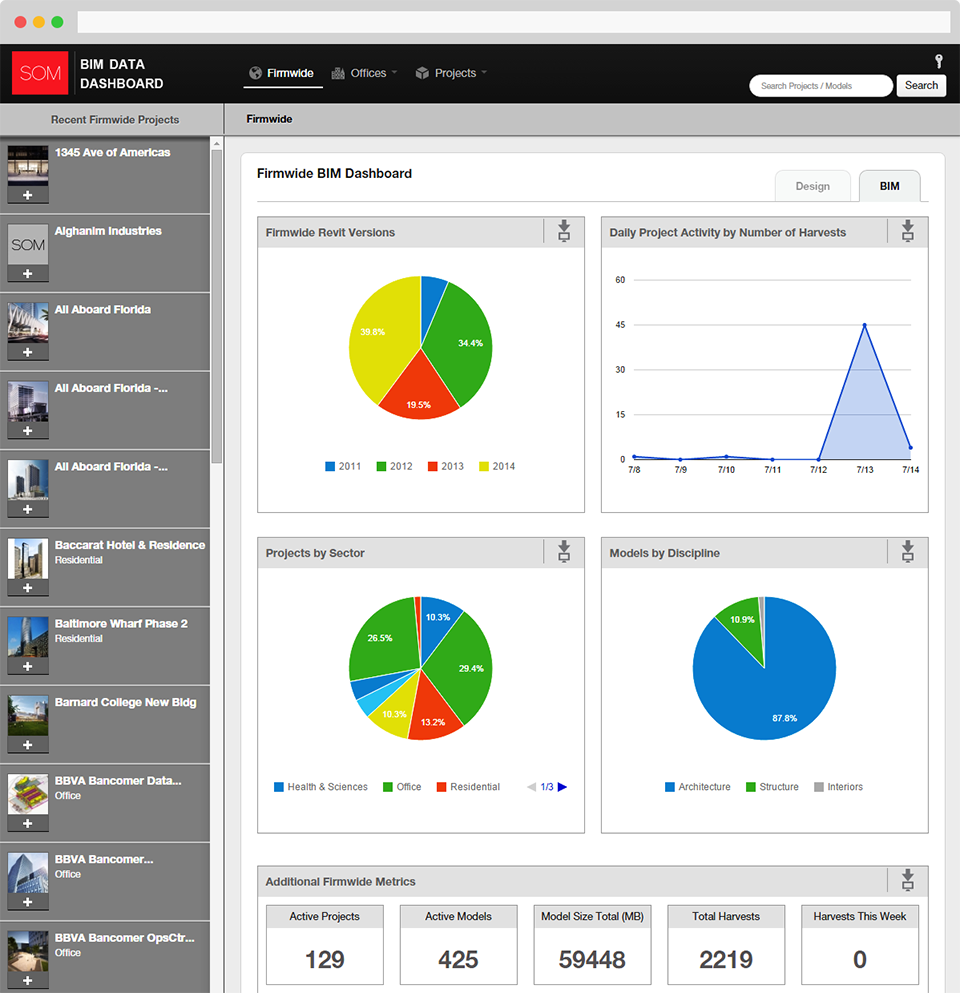 SOM
BIM DATA
DASHBOARD
Firmwide
Offices
Projects
Search Projects / Models
Search
Recent Firmwide Projects
Firmwide
1345 Ave of Americas
+
Alghanim Industries
SOM
+
All Aboard Florida
+
All Aboard Florida -...
+
All Aboard Florida -...
+
Baccarat Hotel & Residence
Residential
+
Baltimore Wharf Phase 2
Residential
+
Barnard College New Bldg
+
BBVA Bancomer Data...
Office
+
BBVA Bancomer...
Office
+
BBVA Bancomer OpsCtr...
Office
+
Firmwide BIM Dashboard
Design
BIM
Firmwide Revit Versions
39.8%
34.4%
19.5%
2011
2012
2013
2014
Daily Project Activity by Number of Harvests
60
45
30
15
0
7/8
7/9
7/10
7/11
7/12
7/13
7/14
Projects by Sector
10.3%
26.5%
29.4%
10.3%
13.2%
Health & Sciences
Office
Residential
1/3
Models by Discipline
10.9%
87.8%
Architecture
Structure
Interiors
Additional Firmwide Metrics
Active Projects
129
Active Models
425
Model Size Total (MB)
59448
Total Harvests
2219
Harvests This Week
0